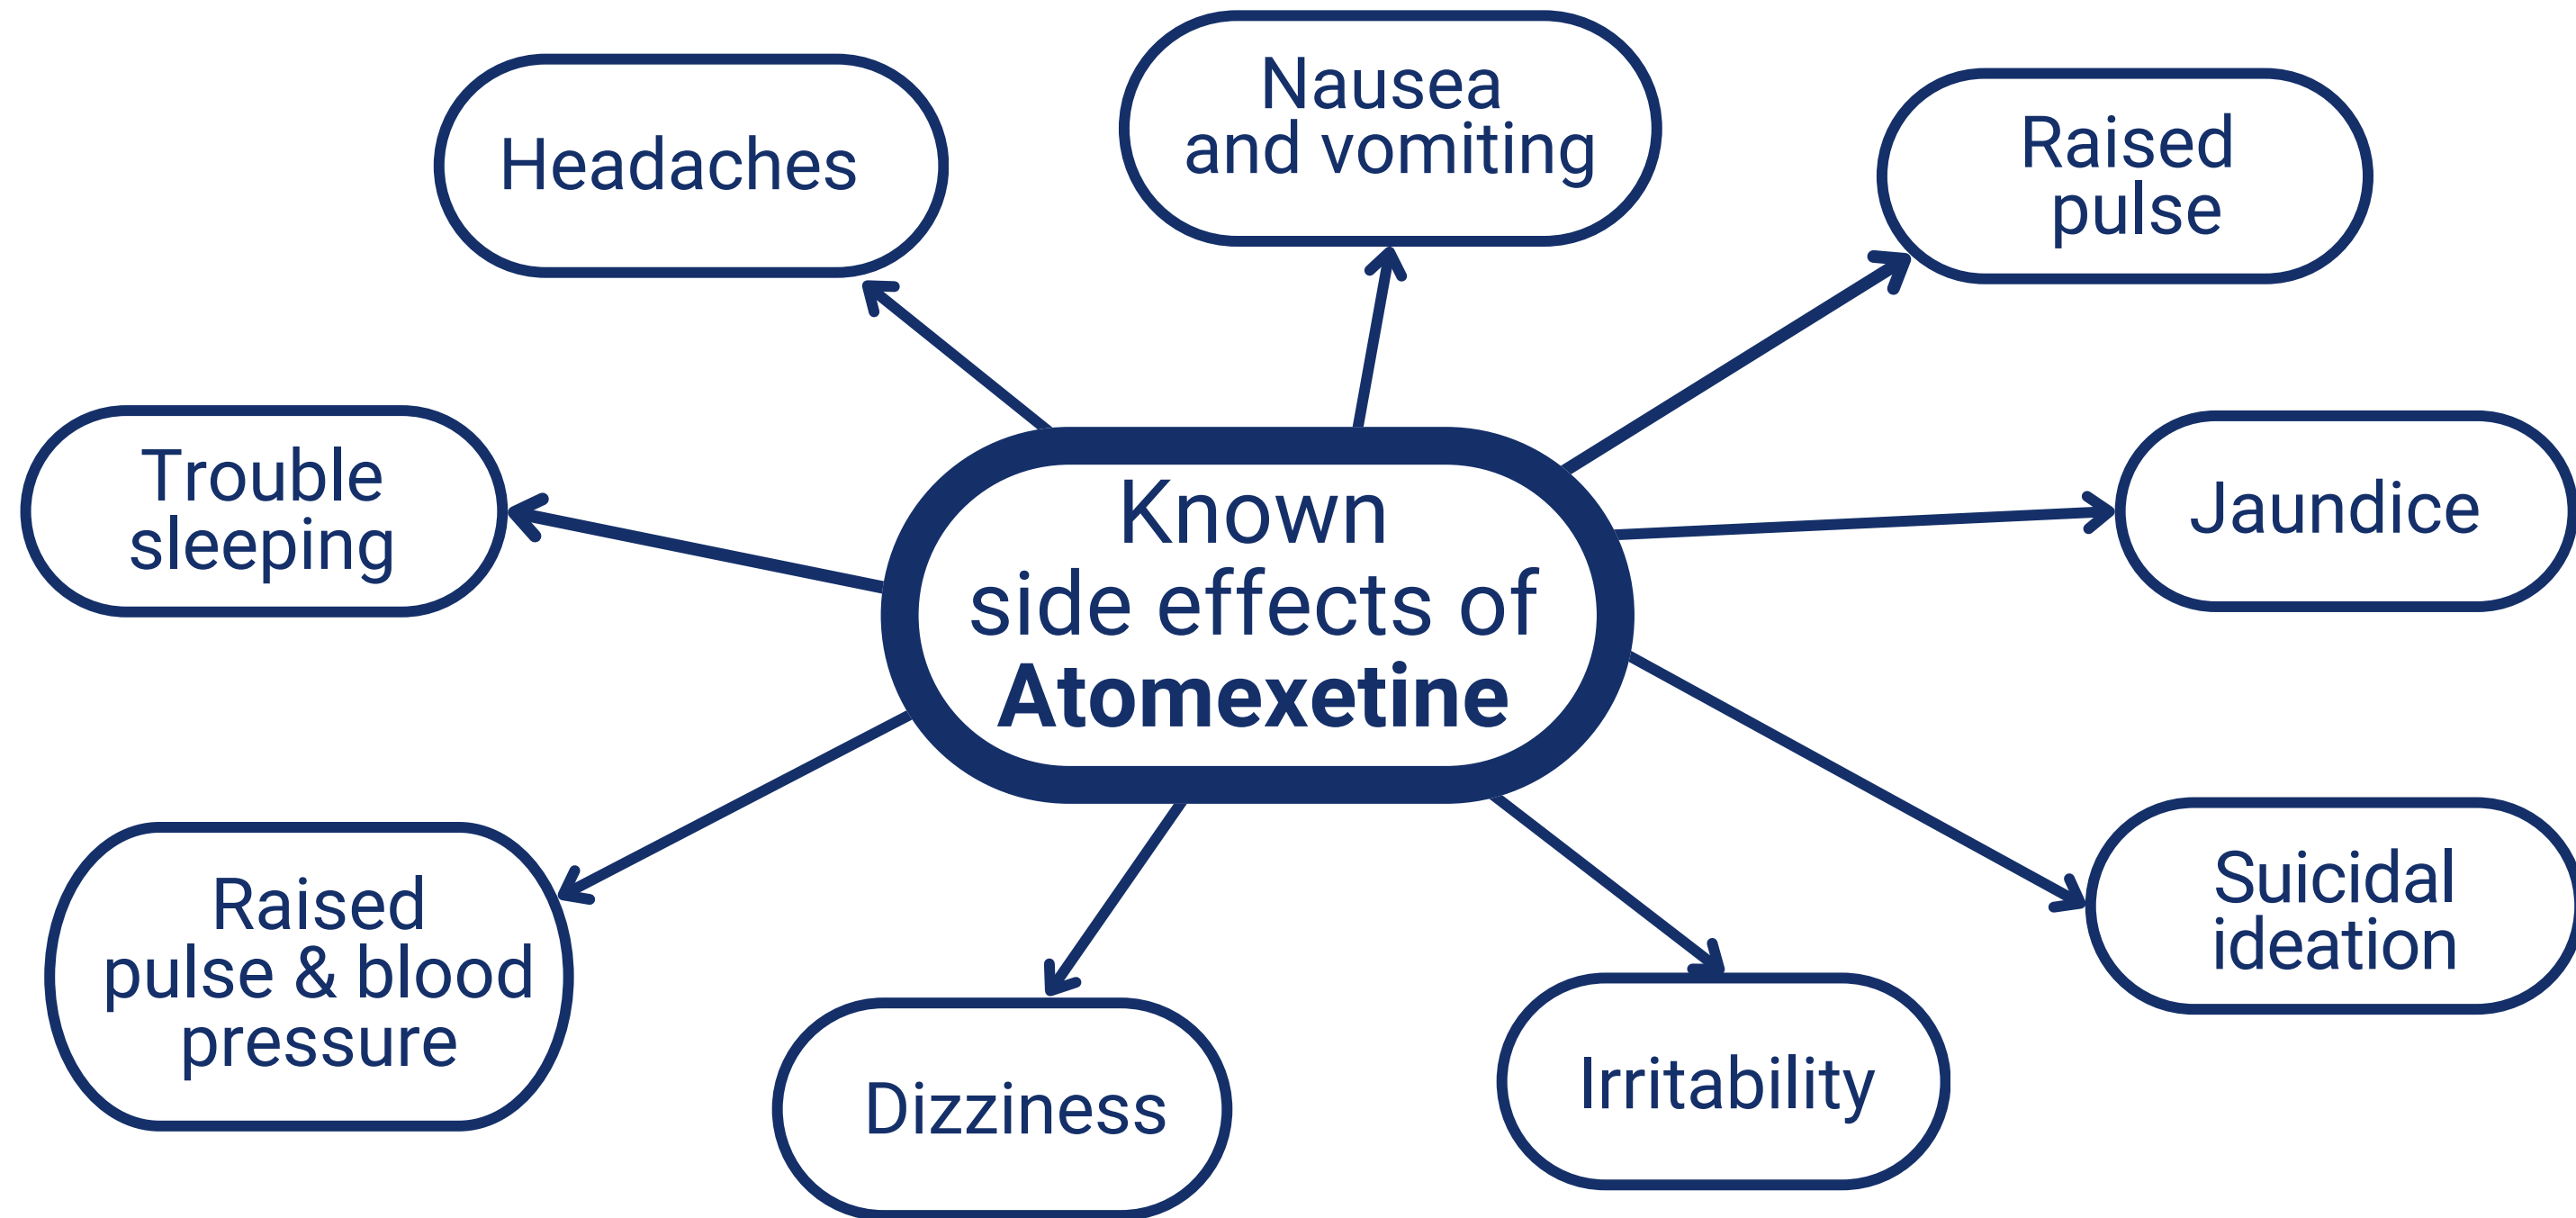 Headaches
Nausea
and vomiting
Raised
pulse
Trouble
sleeping
Known
side effects of
Atomexetine
Jaundice
Raised
pulse & blood
pressure
Dizziness
Irritability
Suicidal
ideation